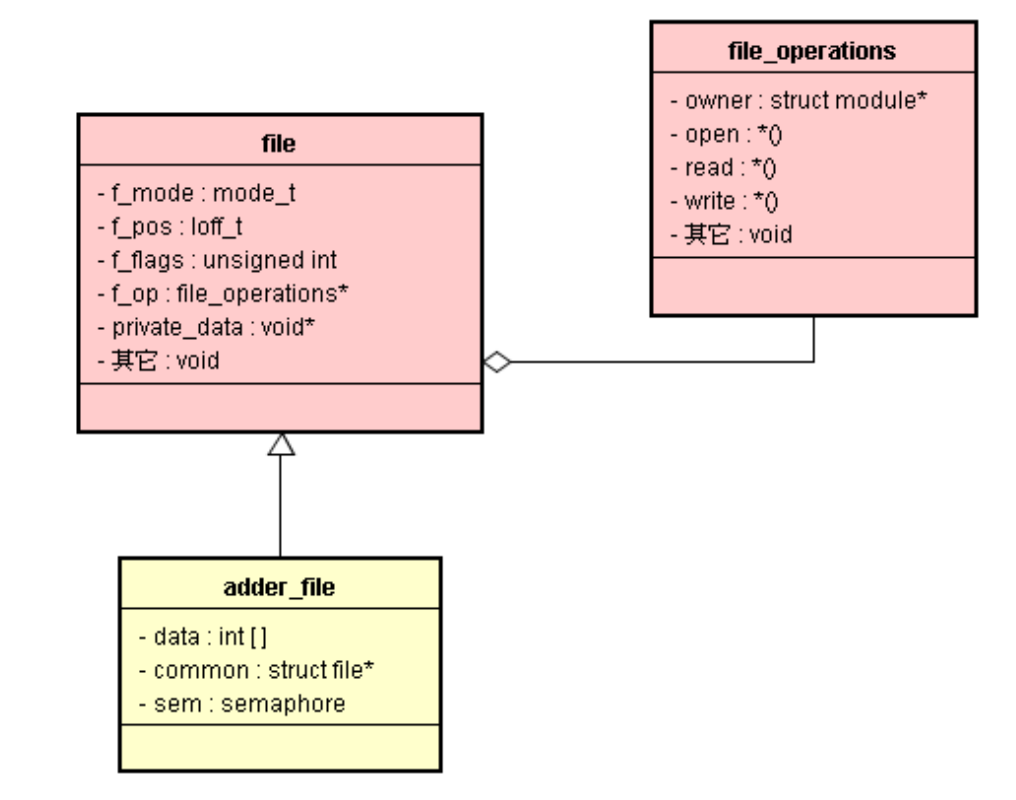 file_operations
- owner : struct module*
- open : *()
- read : *()
- write : *()
- 其它 : void
file
- f_mode : mode_t
- f_pos : loff_t
- f_flags : unsigned int
- f_op : file_operations*
- private_data : void*
- 其它 : void
adder_file
- data : int [ ]
- common : struct file*
- sem : semaphore